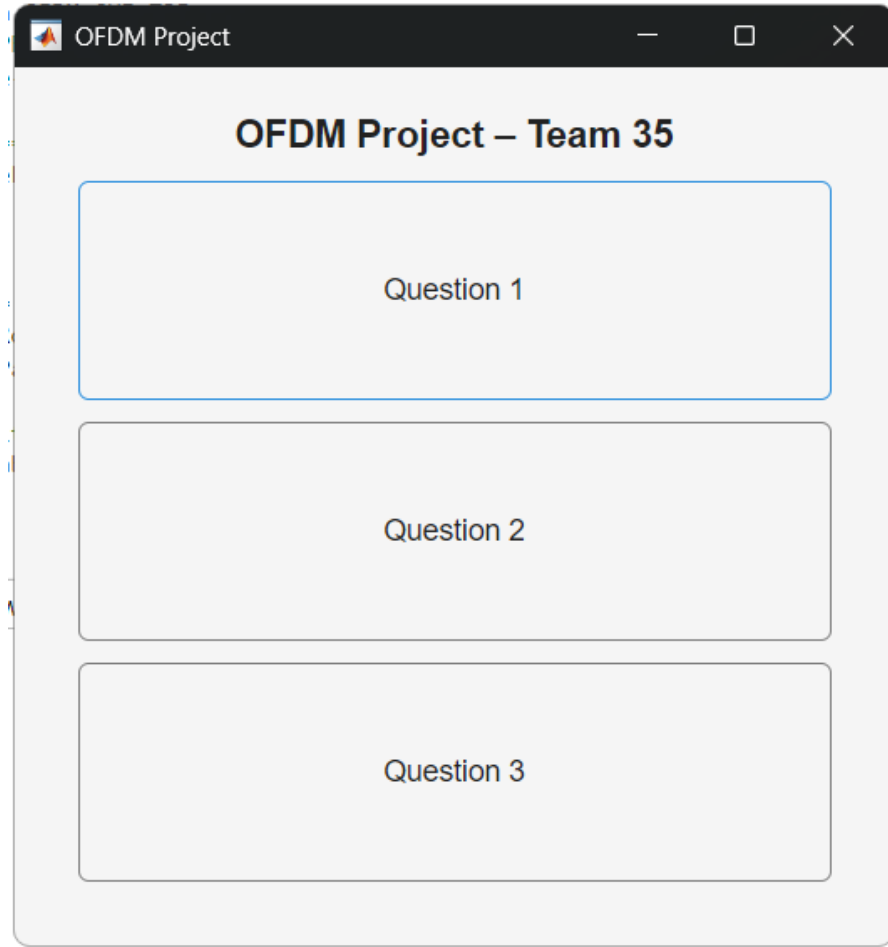 OFDM Project
OFDM Project – Team 35
Question 1
Question 2
Question 3